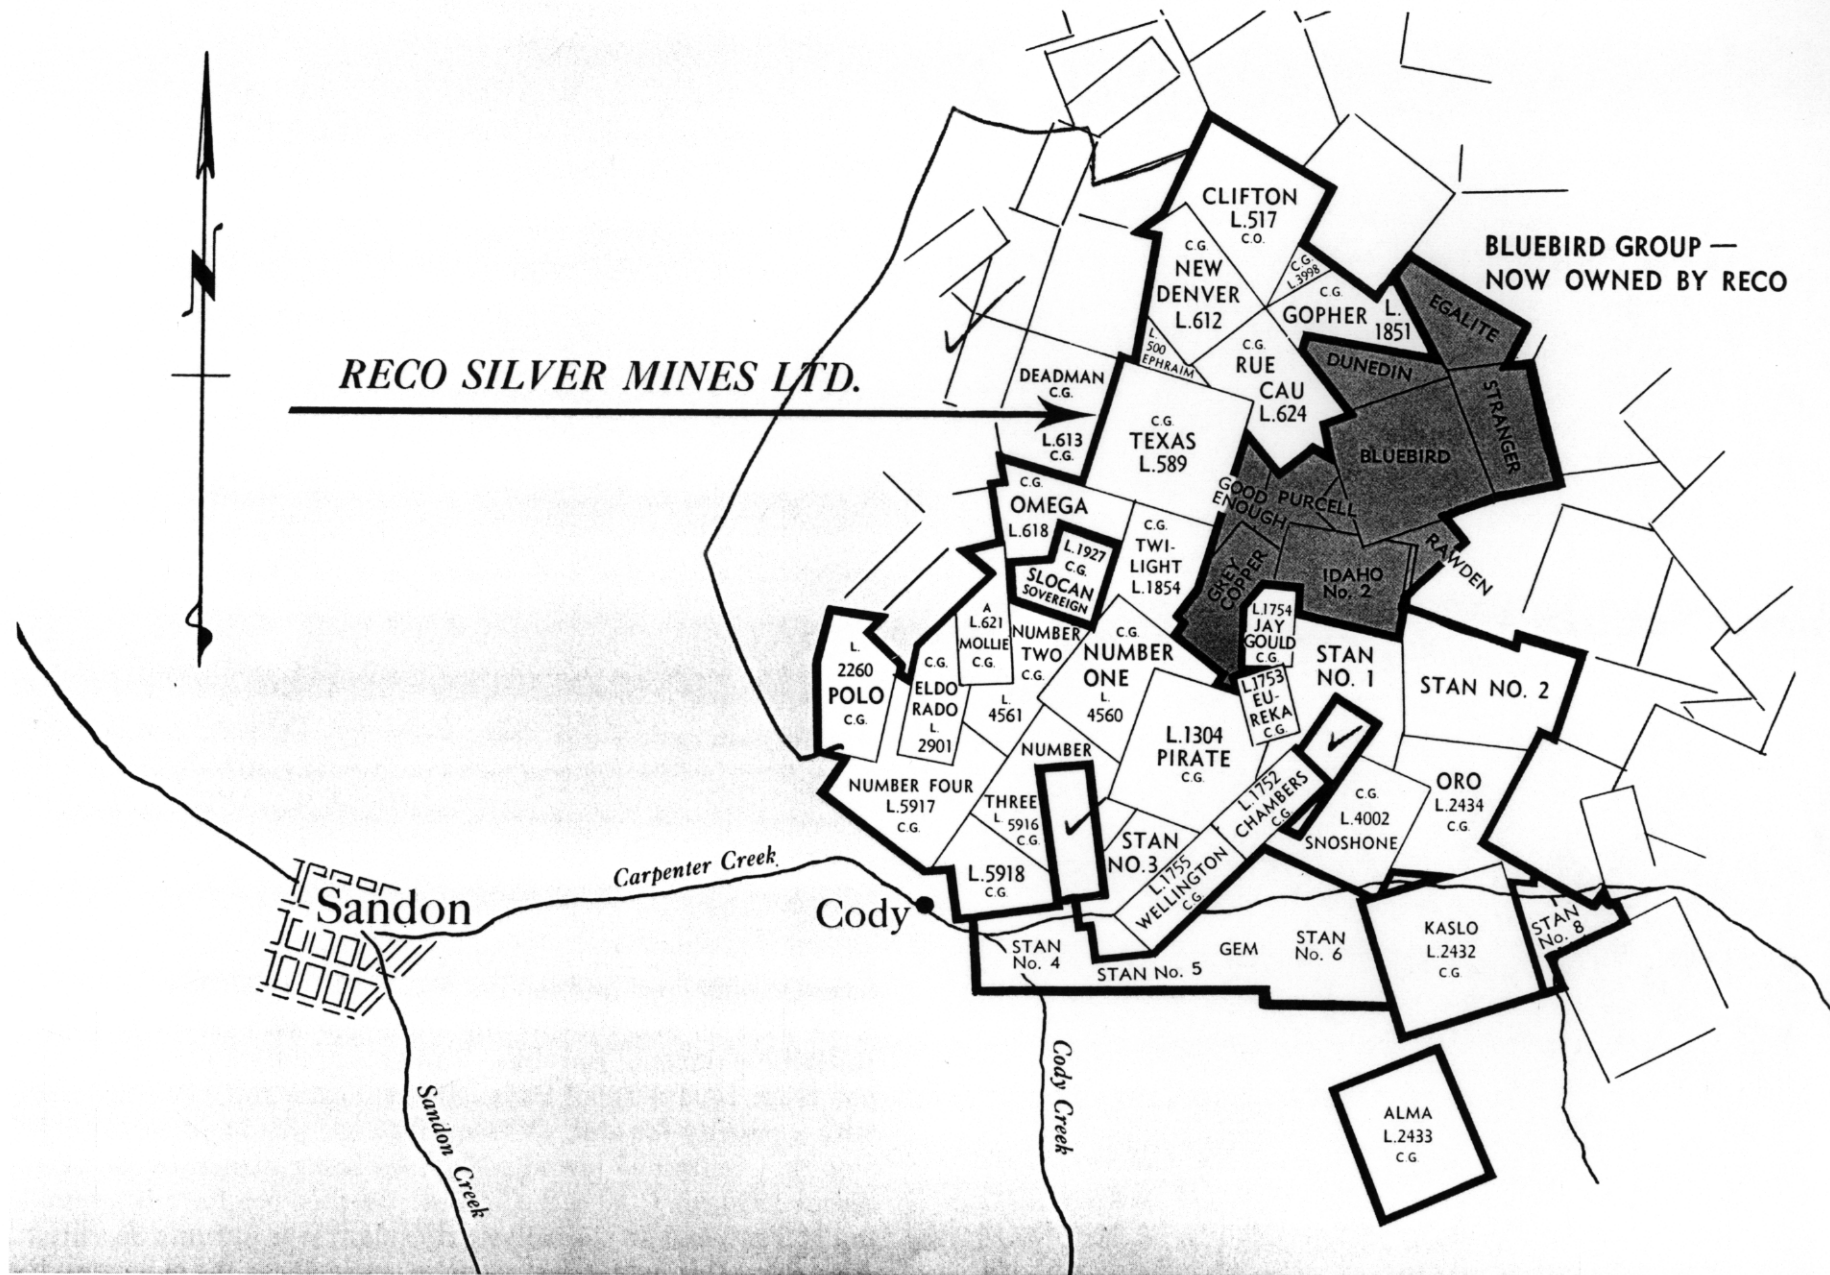 N
RECO SILVER MINES LTD.
BLUEBIRD GROUP —
NOW OWNED BY RECO
CLIFTON
L.517
C.O.
C.G.
NEW
DENVER
L.612
C.G.
L.3998
C.G.
GOPHER
L.
1851
EGALITE
L.
500
EPHRAIM
C.G.
RUE
CAU
L.624
DUNEDIN
STRANGER
BLUEBIRD
DEADMAN
C.G.
L.613
C.G.
C.G.
TEXAS
L.589
GOOD
ENOUGH
PURCELL
C.G.
OMEGA
L.618
L.1927
C.G.
SLOCAN
SOVEREIGN
C.G.
TWI-
LIGHT
L.1854
GREY
COPPER
IDAHO
No. 2
RAWDEN
L.1754
JAY
GOULD
C.G.
A
L.621
MOLLIE
C.G.
NUMBER
TWO
C.G.
L.
4561
C.G.
NUMBER
ONE
L.
4560
STAN
NO. 1
STAN NO. 2
L.
2260
POLO
C.G.
C.G.
ELDO
RADO
L.
2901
L.1753
EU-
REKA
C.G.
L.1304
PIRATE
C.G.
NUMBER
THREE
L.
5916
C.G.
NUMBER FOUR
L.5917
C.G.
L.1752
CHAMBERS
C.G.
C.G.
L.4002
SNOSHONE
ORO
L.2434
C.G.
STAN
NO.3
L.1755
WELLINGTON
C.G.
L.5918
C.G.
Carpenter Creek
Sandon
Cody
STAN
No. 4
STAN No. 5
GEM
STAN
No. 6
KASLO
L.2432
C.G.
STAN
No. 8
Sandon Creek
Cody Creek
ALMA
L.2433
C.G.